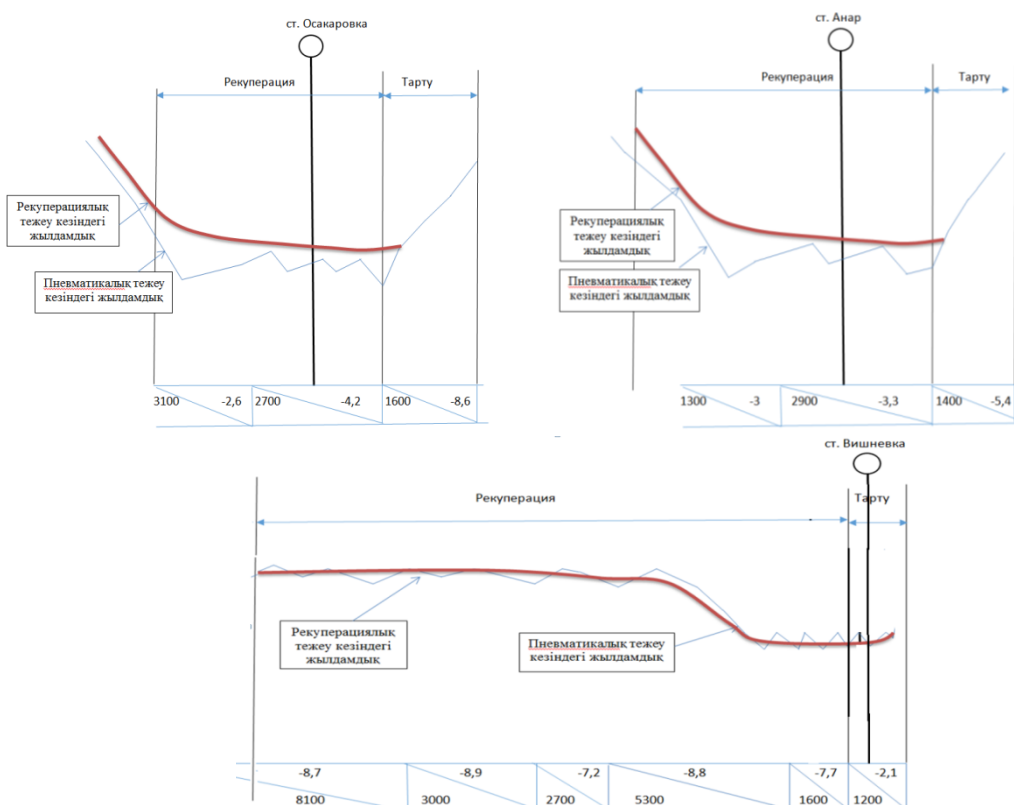 ст. Осакаровка
Рекуперация
Тарту
Рекуперациялық
тежеу кезіндегі
жылдамдық
Пневматикалық тежеу
кезіндегі жылдамдық
3100 -2,6 2700 -4,2 1600 -8,6
ст. Анар
Рекуперация
Тарту
Рекуперациялық
тежеу кезіндегі
жылдамдық
Пневматикалық тежеу
кезіндегі жылдамдық
1300 -3 2900 -3,3 1400 -5,4
ст. Вишневка
Рекуперация
Тарту
Рекуперациялық
тежеу кезіндегі
жылдамдық
Пневматикалық тежеу
кезіндегі жылдамдық
-8,7 -8,9 -7,2 -8,8 -7,7 -2,1
8100 3000 2700 5300 1600 1200